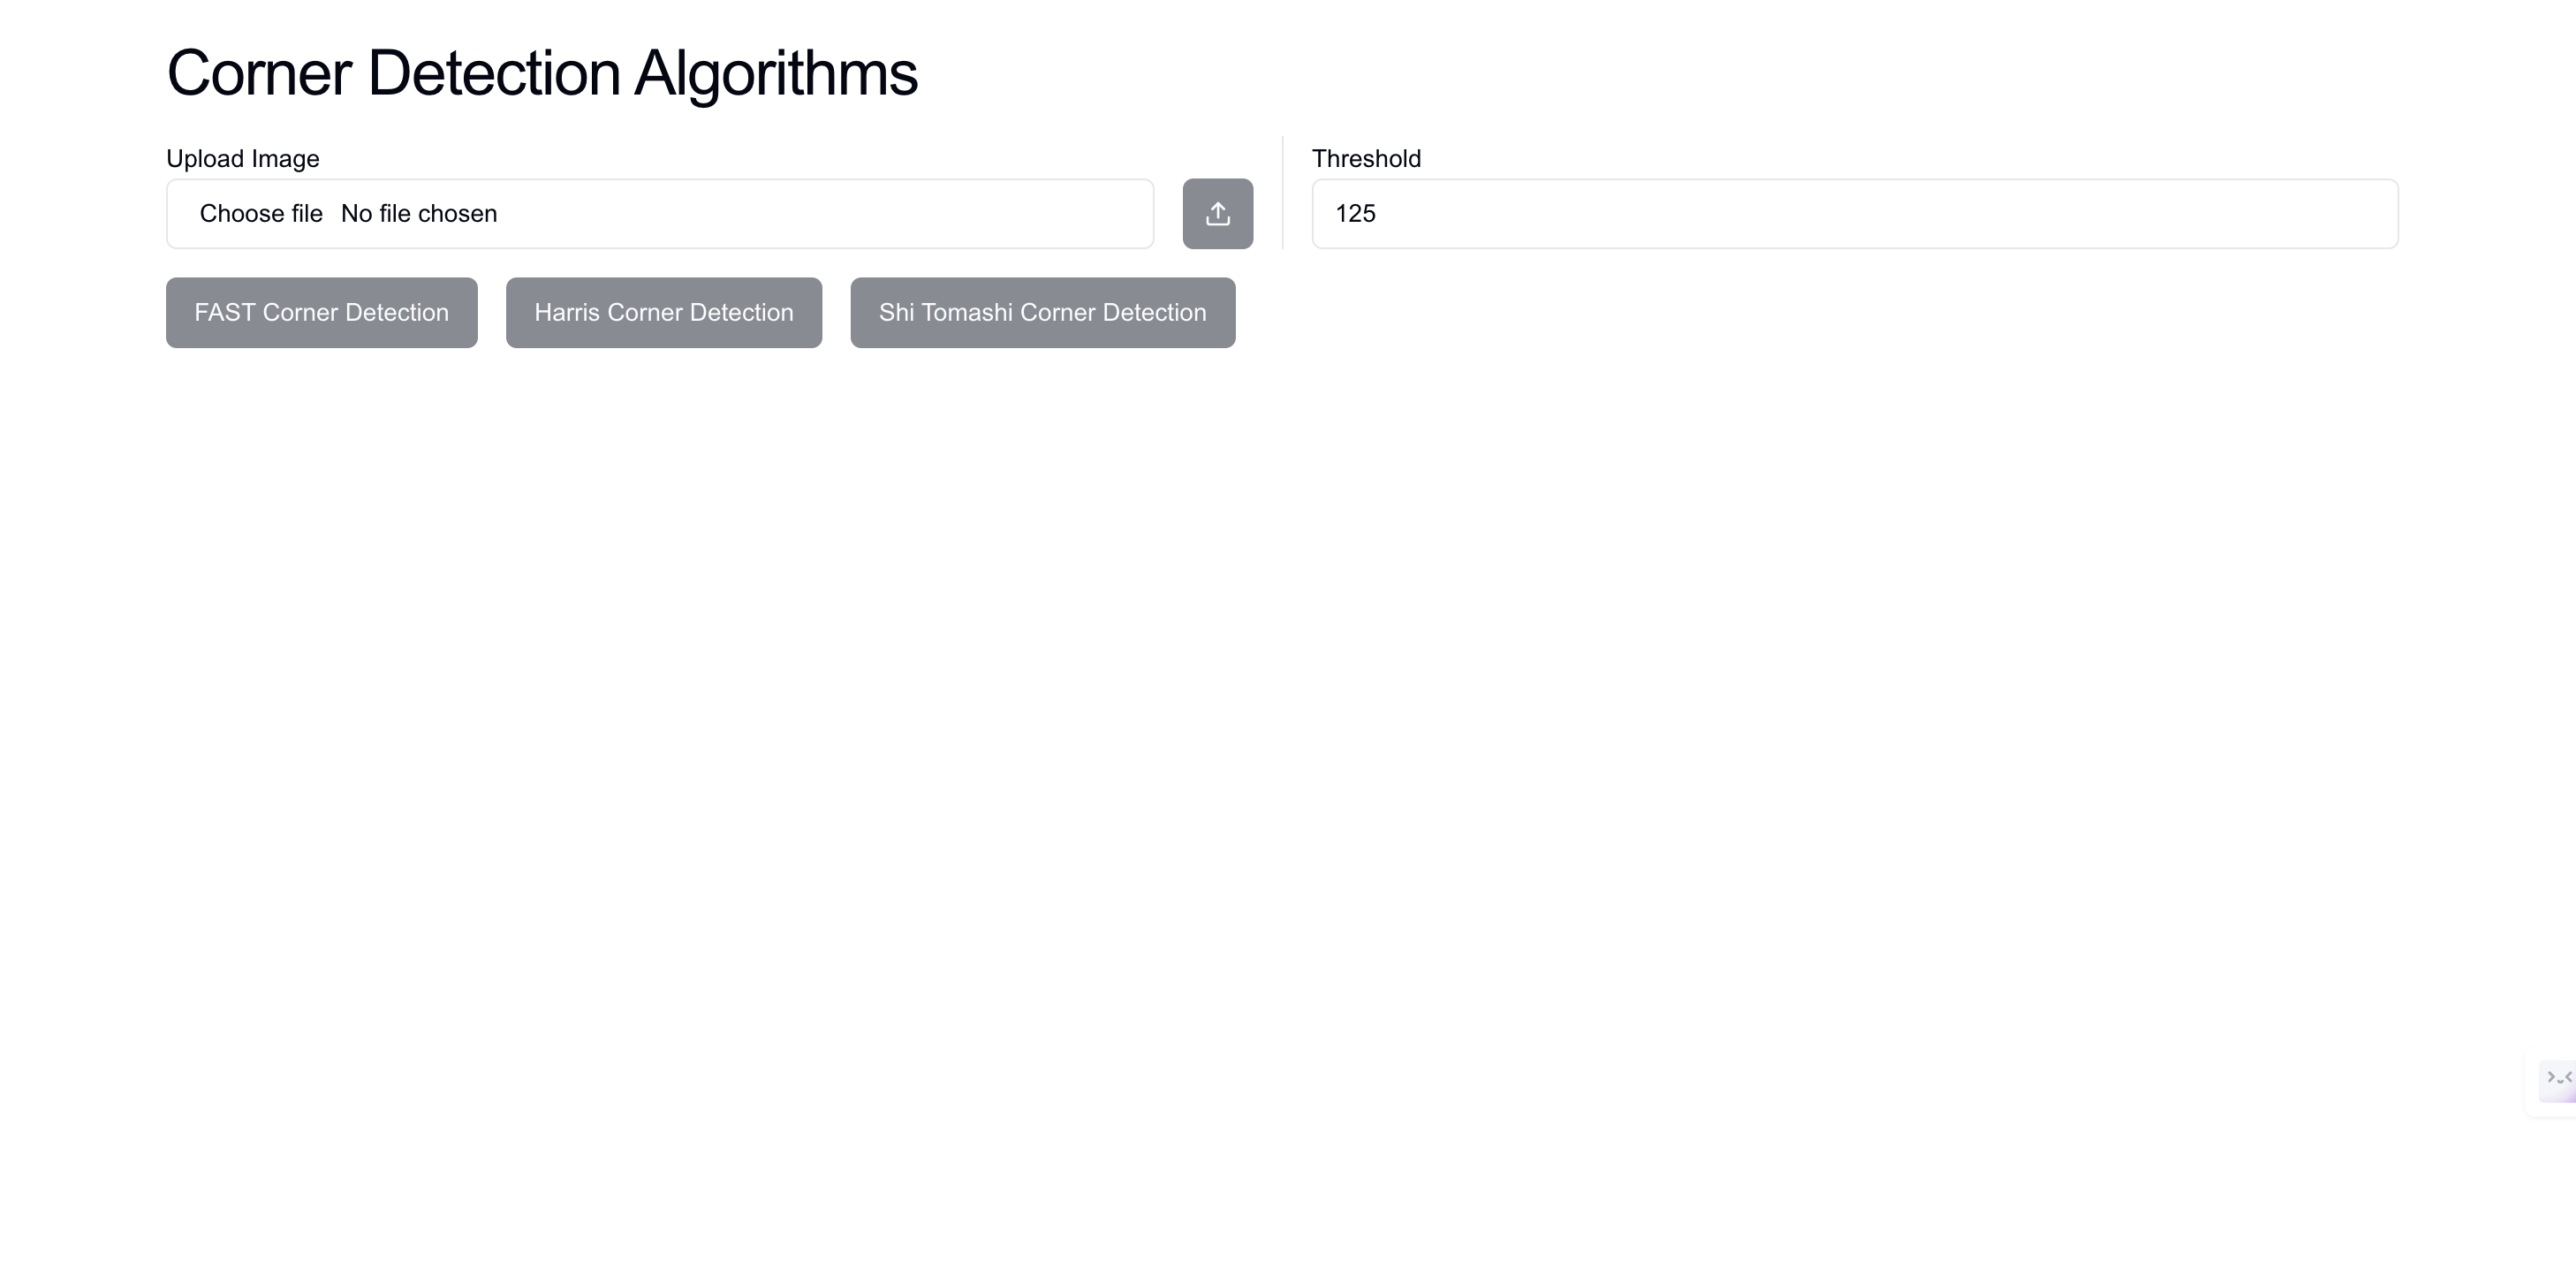 Corner Detection Algorithms
Upload Image
Choose file No file chosen
Threshold
125
FAST Corner Detection
Harris Corner Detection
Shi Tomashi Corner Detection